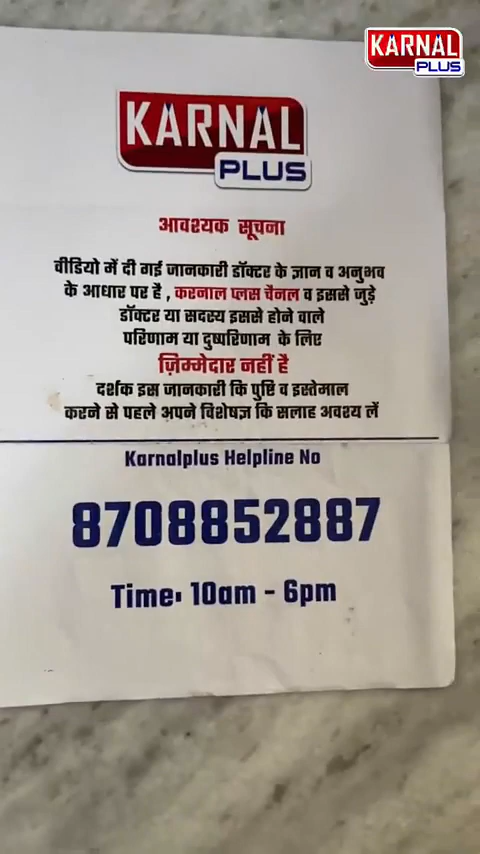 KARNAL
PLUS
KARNAL
PLUS
आवश्यक सूचना
वीडियो में दी गई जानकारी डॉक्टर के ज्ञान व अनुभव
के आधार पर है , करनाल प्लस चैनल व इससे जुड़े
डॉक्टर या सदस्य इससे होने वाले
परिणाम या दुष्परिणाम के लिए
ज़िम्मेदार नहीं है
दर्शक इस जानकारी कि पुष्टि व इस्तेमाल
करने से पहले अपने विशेषज्ञ कि सलाह अवश्य लें
Karnalplus Helpline No
8708852887
Time: 10am - 6pm